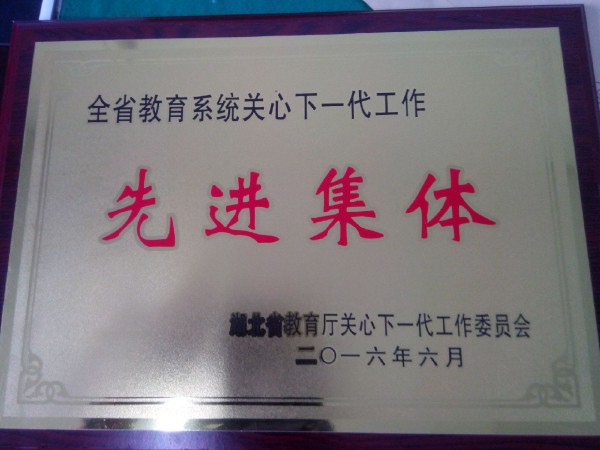 全省教育系统关心下一代工作
先进集体
湖北省教育厅关心下一代工作委员会
二〇一六年六月